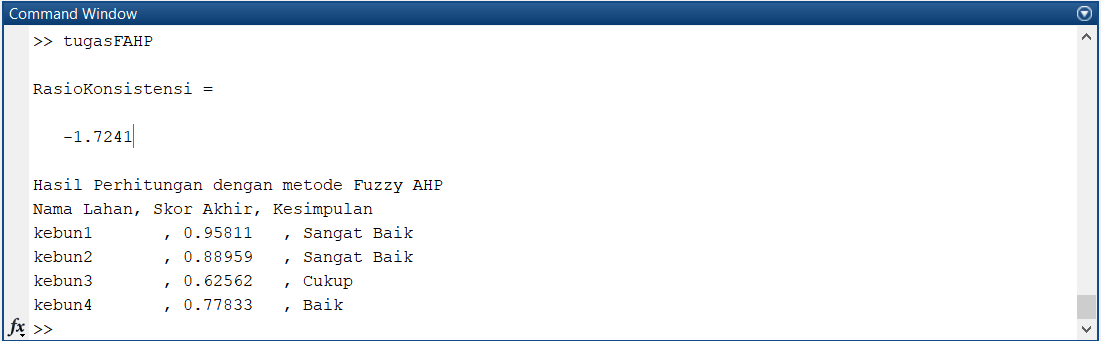 Command Window
>> tugasFAHP
RasioKonsistensi =
-1.7241
Hasil Perhitungan dengan metode Fuzzy AHP
Nama Lahan, Skor Akhir, Kesimpulan
kebun1 , 0.95811 , Sangat Baik
kebun2 , 0.88959 , Sangat Baik
kebun3 , 0.62562 , Cukup
kebun4 , 0.77833 , Baik
fx >>